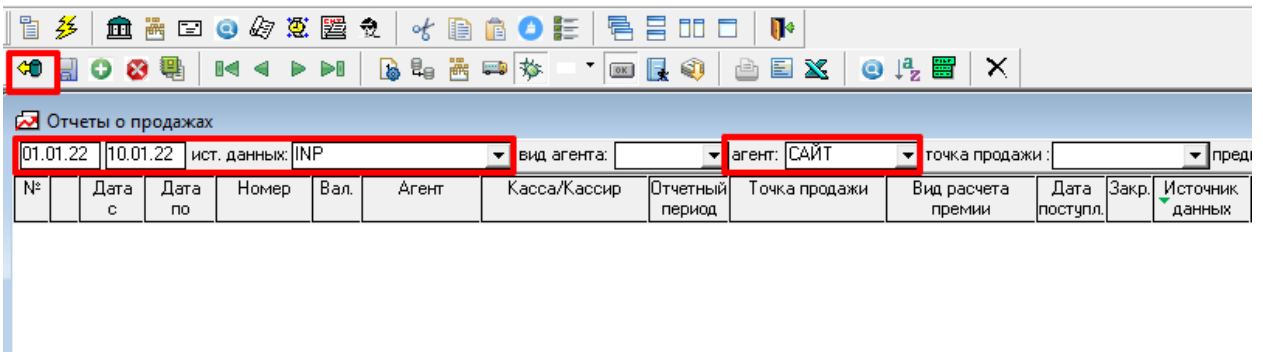 OK
Отчеты о продажах
01.01.22 10.01.22 ист. данных: INP вид агента: агент: САЙТ точка продажи : пред
№ Дата с Дата по Номер Вал. Агент Касса/Кассир Отчетный период Точка продажи Вид расчета премии Дата поступл. Закр. Источник данных